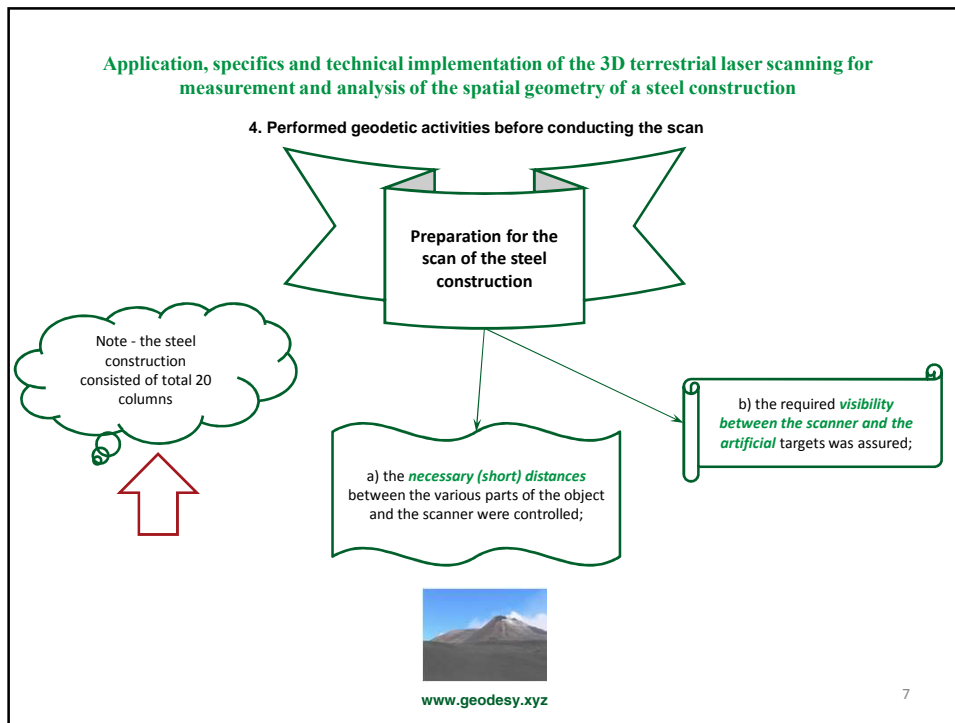 Application, specifics and technical implementation of the 3D terrestrial laser scanning for
measurement and analysis of the spatial geometry of a steel construction
4. Performed geodetic activities before conducting the scan
Preparation for the
scan of the steel
construction
Note - the steel
construction
consisted of total 20
columns
b) the required visibility
between the scanner and the
artificial targets was assured;
a) the necessary (short) distances
between the various parts of the object
and the scanner were controlled;
www.geodesy.xyz
7